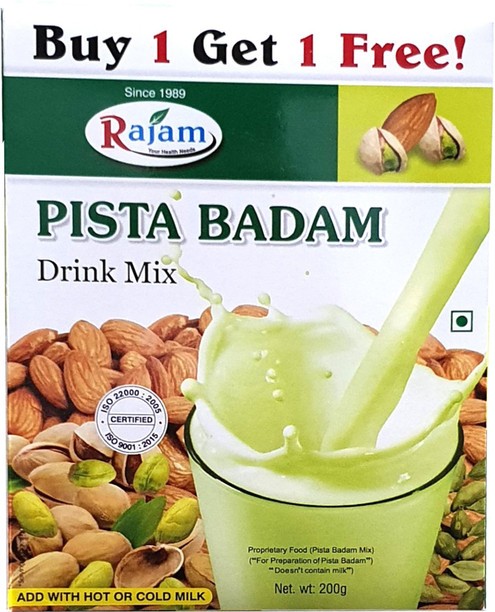 Buy 1 Get 1 Free!
Since 1989
Rajam
Your Health Needs
PISTA BADAM
Drink Mix
ISO 22000 : 2005
CERTIFIED
ISO 9001 : 2015
Proprietary Food (Pista Badam Mix)
(**For Preparation of Pista Badam**)
**Doesn't contain milk**)
ADD WITH HOT OR COLD MILK
Net. wt: 200g